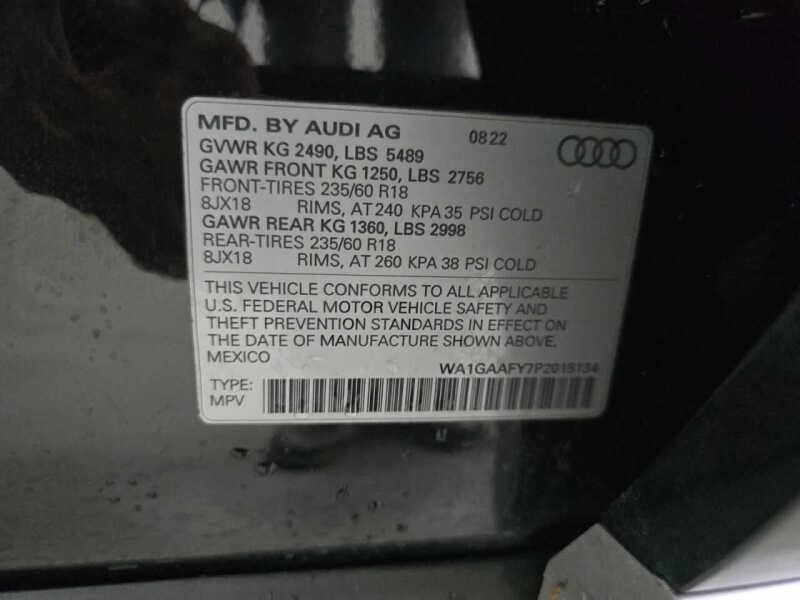 MFD. BY AUDI AG 08 22
GVWR KG 2490, LBS 5489
GAWR FRONT KG 1250, LBS 2756
FRONT-TIRES 235/60 R18
8JX18 RIMS, AT 240 KPA 35 PSI COLD
GAWR REAR KG 1360, LBS 2998
REAR-TIRES 235/60 R18
8JX18 RIMS, AT 260 KPA 38 PSI COLD
THIS VEHICLE CONFORMS TO ALL APPLICABLE
U.S. FEDERAL MOTOR VEHICLE SAFETY AND
THEFT PREVENTION STANDARDS IN EFFECT ON
THE DATE OF MANUFACTURE SHOWN ABOVE.
MEXICO
WA1GAAFY7P2015134
TYPE:
MPV